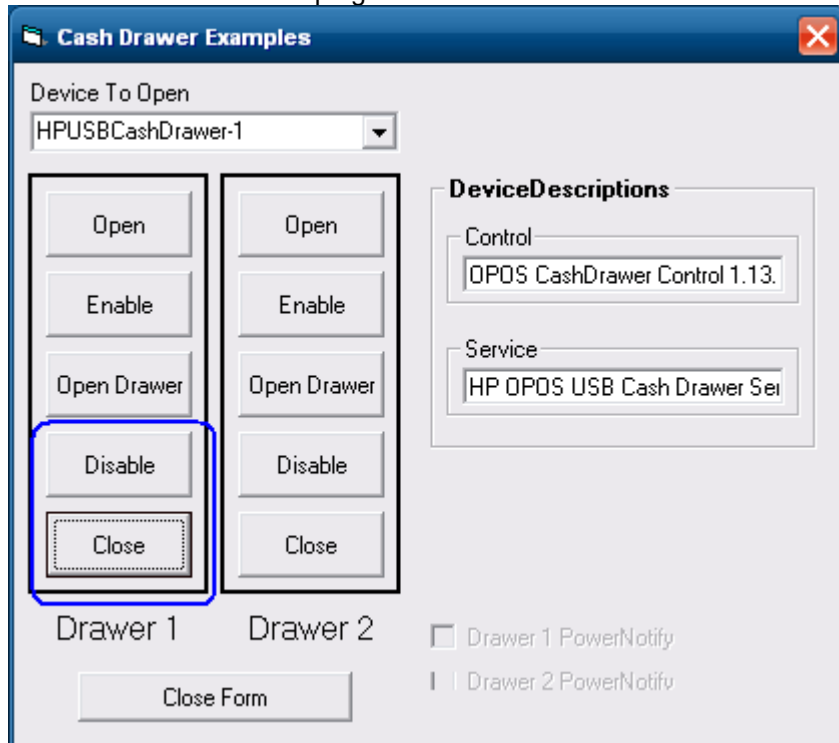 Cash Drawer Examples
Device To Open
HPUSBCashDrawer-1
Open
Enable
Open Drawer
Disable
Close
Drawer 1
Open
Enable
Open Drawer
Disable
Close
Drawer 2
DeviceDescriptions
Control
OPOS CashDrawer Control 1.13.
Service
HP OPOS USB Cash Drawer
Drawer 1 PowerNotify
Drawer 2 PowerNotify
Close Form